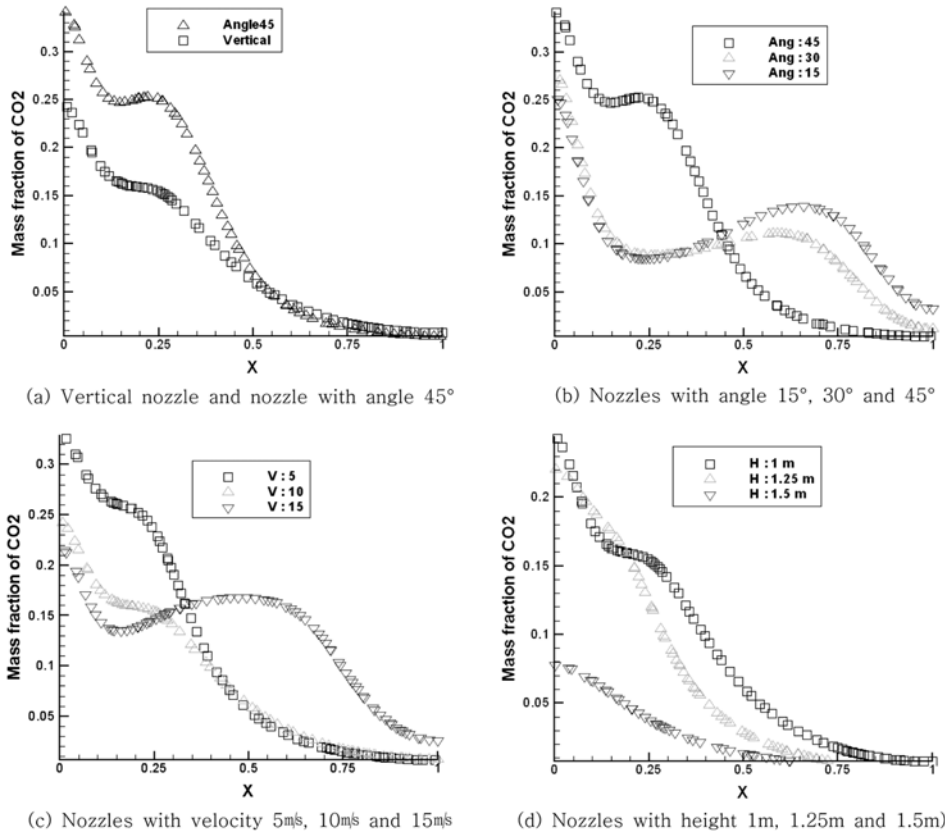 Angle45
Vertical
Mass fraction of CO2
0.3
0.25
0.2
0.15
0.1
0.05
0
0.25
0.5
0.75
1
X
(a) Vertical nozzle and nozzle with angle 45°
Ang : 45
Ang : 30
Ang : 15
Mass fraction of CO2
0.3
0.25
0.2
0.15
0.1
0.05
0
0.25
0.5
0.75
1
X
(b) Nozzles with angle 15°, 30° and 45°
V : 5
V : 10
V : 15
Mass fraction of CO2
0.3
0.25
0.2
0.15
0.1
0.05
0
0.25
0.5
0.75
1
X
(c) Nozzles with velocity 5㎧, 10㎧ and 15㎧
H : 1 m
H : 1.25 m
H : 1.5 m
Mass fraction of CO2
0.2
0.15
0.1
0.05
0
0.25
0.5
0.75
1
X
(d) Nozzles with height 1m, 1.25m and 1.5m